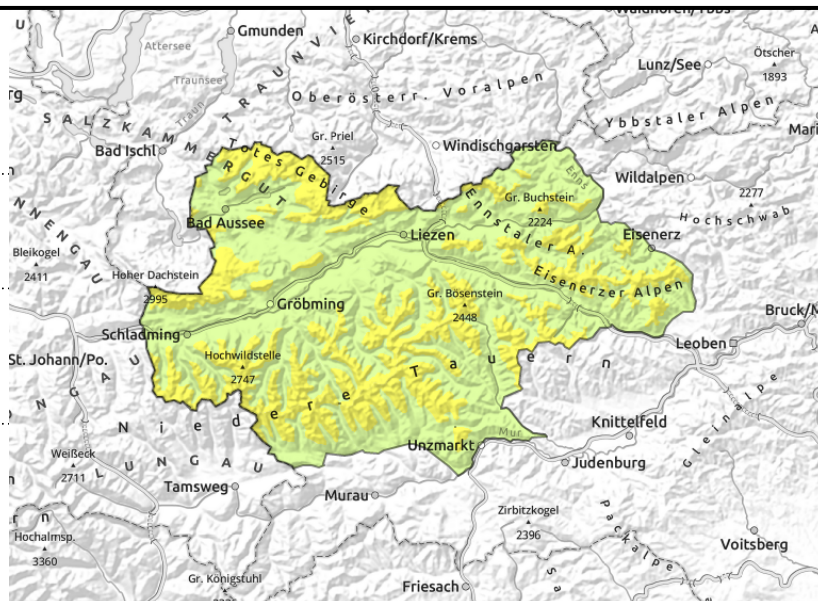 Waidhofen/Ybbs
Gmunden
Kirchdorf/Krems
Attersee
Traunsee
Traun
TRAUNVIERTEL
Lunz/See
Ötscher
1893
Oberösterr. Voralpen
Ybbstaler Alpen
SALZKAMMERGUT
Bad Ischl
Gr. Priel
2515
Totes Gebirge
Windischgarsten
Enns
Wildalpen
2277
Hochschwab
Bad Aussee
Gr. Buchstein
2224
Ennstaler A.
Liezen
Eisenerz
Bleikogel
2411
Hoher Dachstein
2995
Gröbming
Gr. Bösenstein
2448
Eisenerzer Alpen
Schladming
Leoben
Bruck/M
St. Johann/Po.
Hochwildstelle
2747
Niedere Tauern
Knittelfeld
Gleinalpe
Unzmarkt
Mur
Judenburg
Weißeck
2711
LUNGAU
Tamsweg
Murau
Zirbitzkogel
2396
Packalpe
Voitsberg
Hochalmsp.
3360
Gr. Königstuhl
Friesach